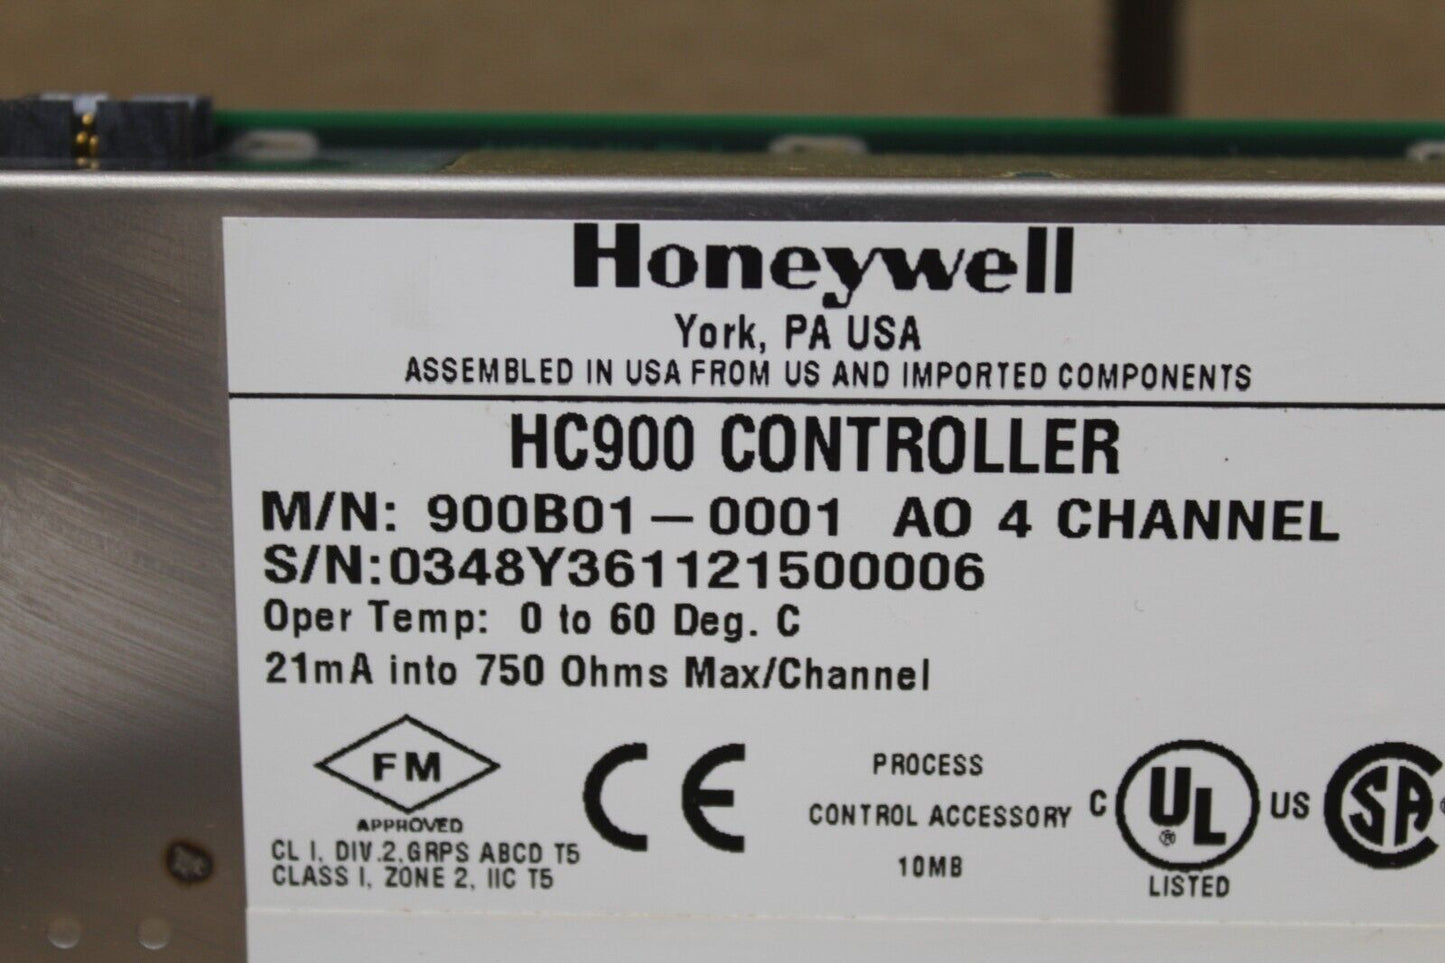 Honeywell
York, PA USA
ASSEMBLED IN USA FROM US AND IMPORTED COMPONENTS
HC900 CONTROLLER
M/N: 900B01-0001 AO 4 CHANNEL
S/N:0348Y361121500006
Oper Temp: 0 to 60 Deg. C
21mA into 750 Ohms Max/Channel
FM
APPROVED
CL I, DIV.2,GRPS ABCD T5
CLASS I, ZONE 2, IIC T5
CE
PROCESS
CONTROL ACCESSORY
10MB
C UL® US
LISTED
SA